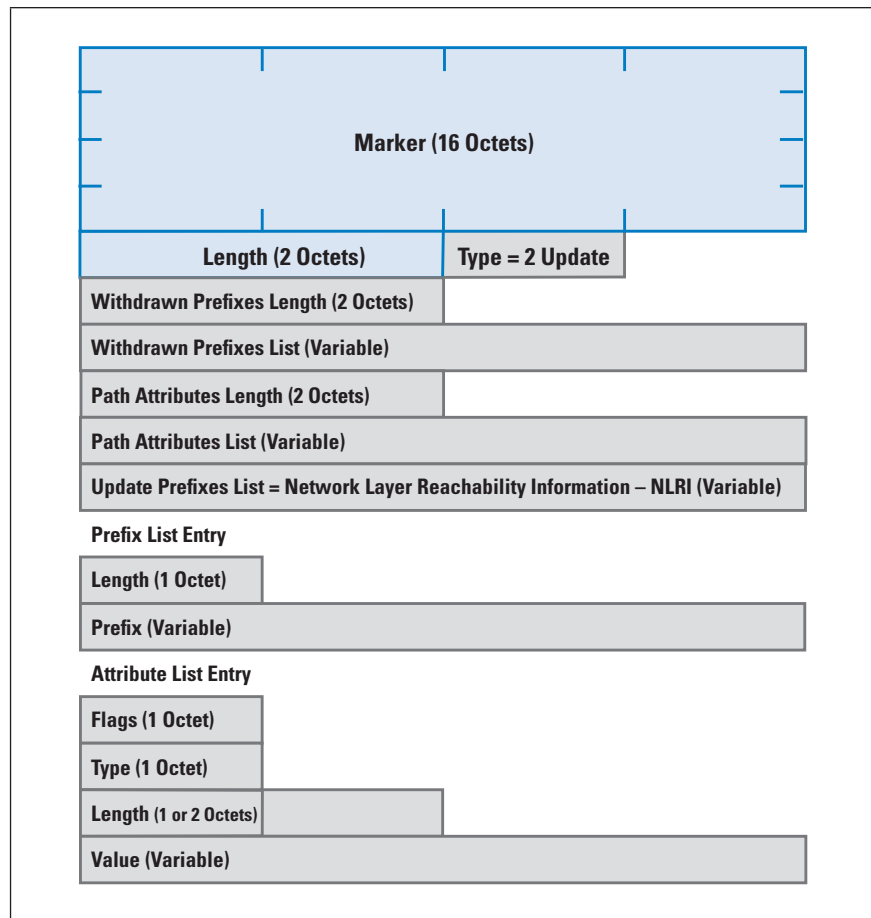 Marker (16 Octets)
Length (2 Octets)
Type = 2 Update
Withdrawn Prefixes Length (2 Octets)
Withdrawn Prefixes List (Variable)
Path Attributes Length (2 Octets)
Path Attributes List (Variable)
Update Prefixes List = Network Layer Reachability Information – NLRI (Variable)
Prefix List Entry
Length (1 Octet)
Prefix (Variable)
Attribute List Entry
Flags (1 Octet)
Type (1 Octet)
Length (1 or 2 Octets)
Value (Variable)